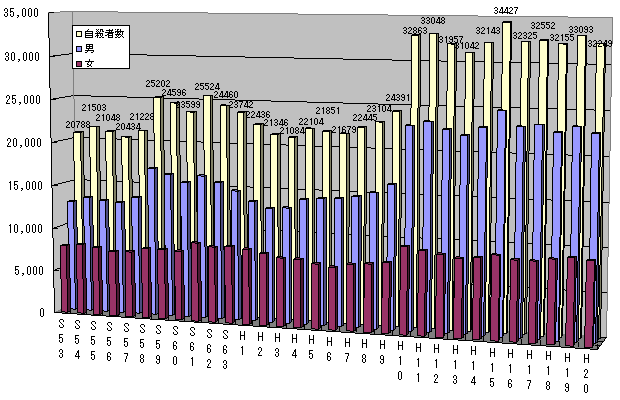 35,000
30,000
25,000
20,000
15,000
10,000
5,000
0
自殺者数
男
女
20788
21503
21048
20434
21228
25202
24596
23599
25524
24460
23742
22436
21346
21084
22104
21851
21679
22445
23104
24391
32863
33048
31957
31042
32143
34427
32325
32552
32155
33093
32249
S53
S54
S55
S56
S57
S58
S59
S60
S61
S62
S63
H1
H2
H3
H4
H5
H6
H7
H8
H9
H10
H11
H12
H13
H14
H15
H16
H17
H18
H19
H20